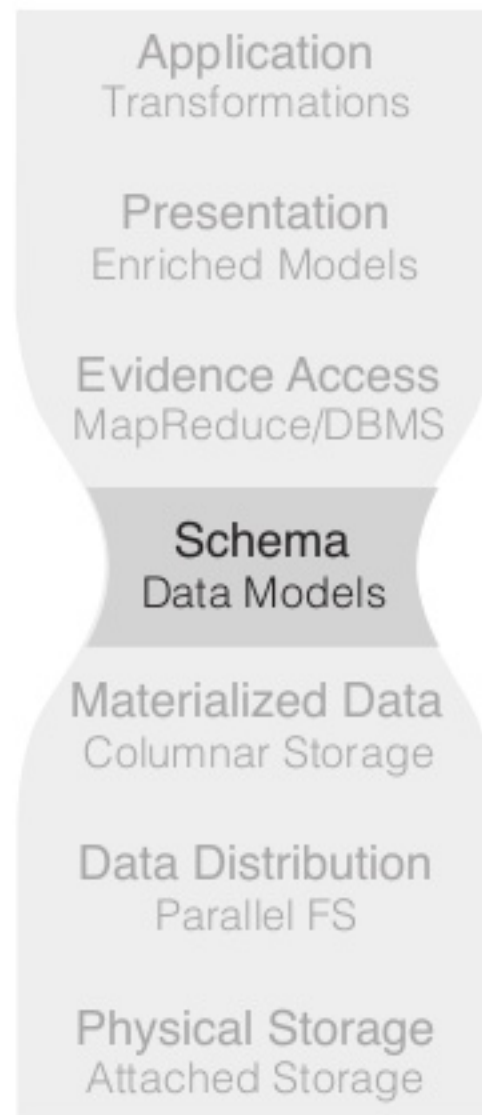 Application
Transformations
Presentation
Enriched Models
Evidence Access
MapReduce/DBMS
Schema
Data Models
Materialized Data
Columnar Storage
Data Distribution
Parallel FS
Physical Storage
Attached Storage